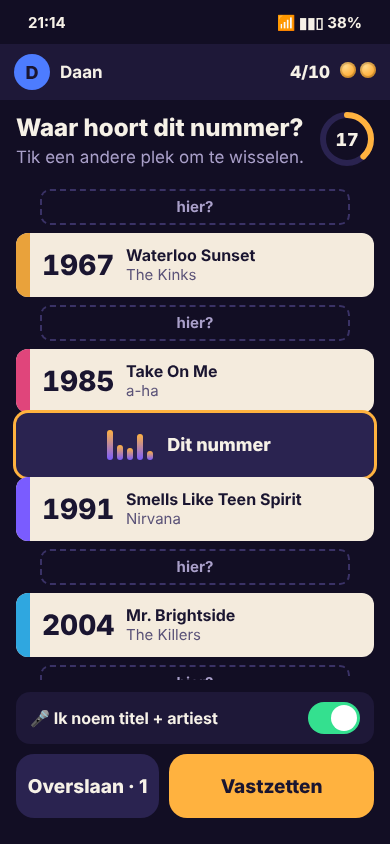 21:14
38%
D
Daan
4/10
Waar hoort dit nummer?
17
Tik een andere plek om te wisselen.
hier?
1967
Waterloo Sunset
The Kinks
hier?
1985
Take On Me
a-ha
Dit nummer
1991
Smells Like Teen Spirit
Nirvana
hier?
2004
Mr. Brightside
The Killers
hier?
Ik noem titel + artiest
Overslaan · 1
Vastzetten